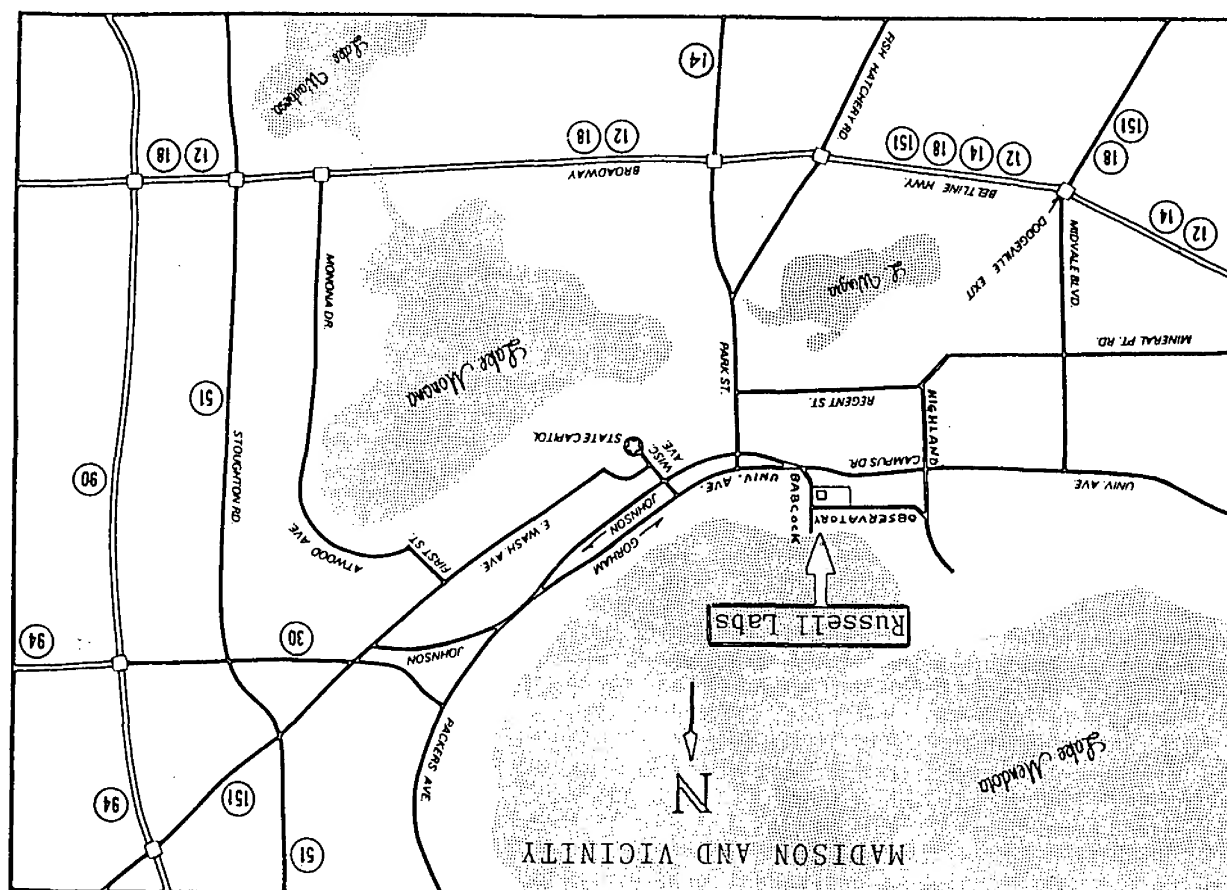 MADISON AND VICINITY
N
Lake Mendota
Russell Labs
51
151
94
PACKERS AVE.
JOHNSON
30
94
OBSERVATORY
BABCOCK
GORHAM
JOHNSON
FIRST ST.
ATWOOD AVE.
E. WASH AVE.
UNIV. AVE
CAMPUS DR.
UNIV. AVE.
UNIV. AVE.
WISC. AVE.
STATE CAPITOL
HIGHLAND
REGENT ST.
PARK ST.
STOUGHTON RD.
51
90
MINERAL PT. RD.
MIDVALE BLVD.
L. Wingra
Lake Monona
MONONA DR.
DODGEVILLE EXIT
12
14
BELTLINE HWY.
12
14
18
151
BROADWAY
12
18
12
18
18
151
FISH HATCHERY RD.
14
Lake Waubesa